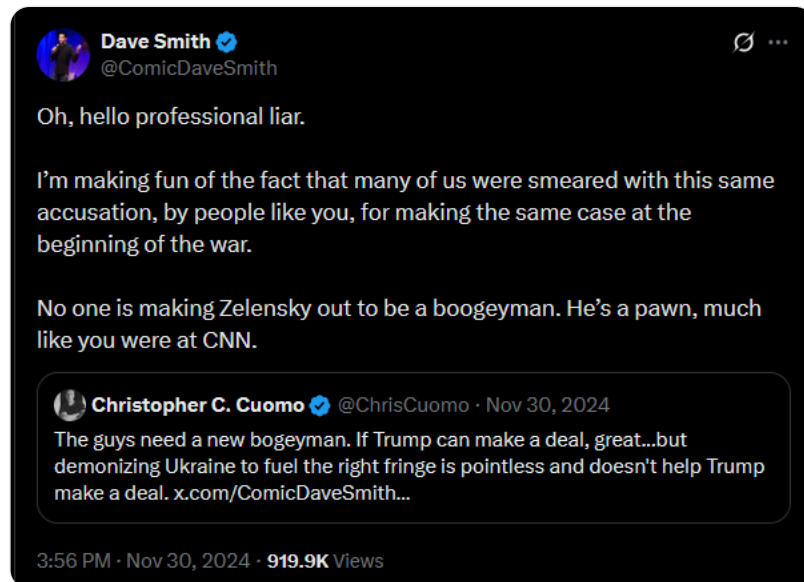 Dave Smith
@ComicDaveSmith
Oh, hello professional liar.
I’m making fun of the fact that many of us were smeared with this same
accusation, by people like you, for making the same case at the
beginning of the war.
No one is making Zelensky out to be a boogeyman. He’s a pawn, much
like you were at CNN.
Christopher C. Cuomo @ChrisCuomo · Nov 30, 2024
The guys need a new bogeyman. If Trump can make a deal, great...but
demonizing Ukraine to fuel the right fringe is pointless and doesn't help Trump
make a deal. x.com/ComicDaveSmith...
3:56 PM · Nov 30, 2024 · 919.9K Views